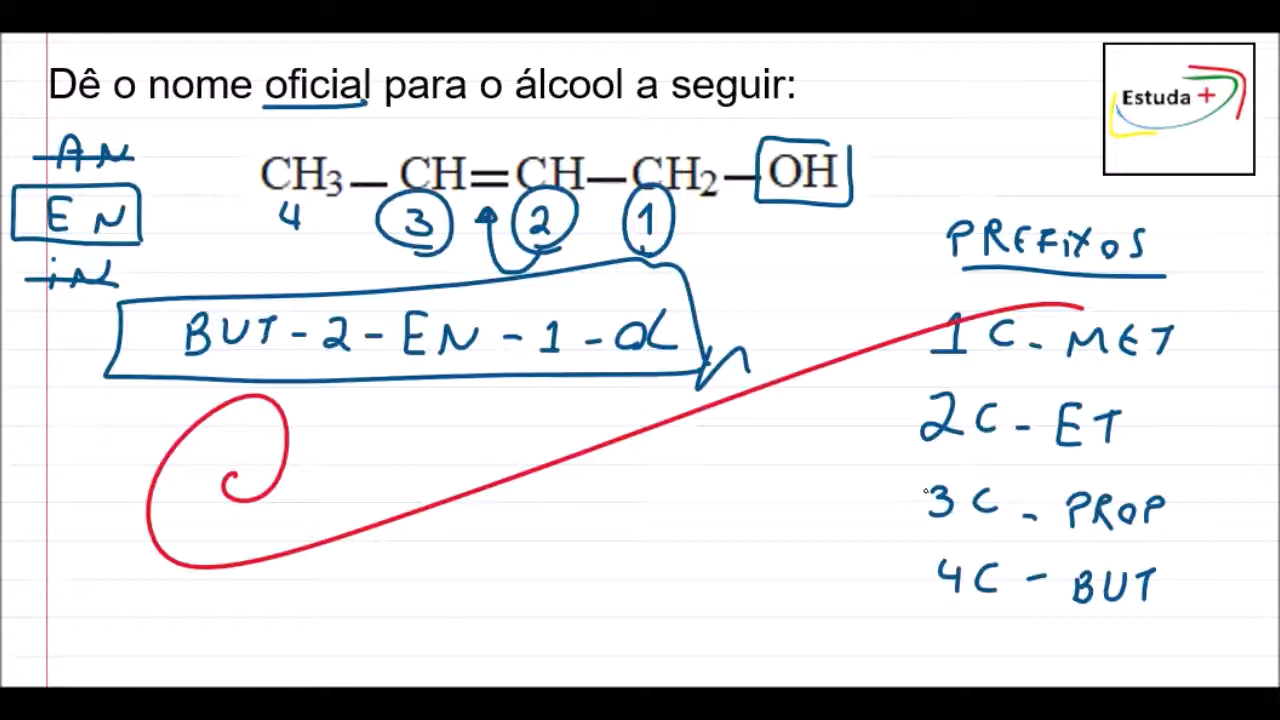 Dê o nome oficial para o álcool a seguir:
Estuda +
AN
EN
iN
CH₃ — CH=CH—CH₂—OH
4 3 2 1
BUT-2-EN-1-OL
PREFiXOS
1C- MET
2C - ET
3C - PROP
4C - BUT